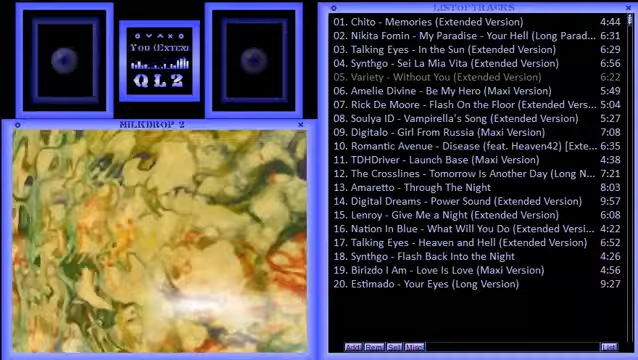 LIST OF TRACKS
You (Exten
QL2
MILKDROP 2
01. Chito - Memories (Extended Version) 4:44
02. Nikita Fomin - My Paradise - Your Hell (Long Parad... 6:31
03. Talking Eyes - In the Sun (Extended Version) 6:29
04. Synthgo - Sei La Mia Vita (Extended Version) 6:56
05. Variety - Without You (Extended Version) 6:22
06. Amelie Divine - Be My Hero (Maxi Version) 5:49
07. Rick De Moore - Flash On the Floor (Extended Vers... 5:04
08. Soulya ID - Vampirella's Song (Extended Version) 5:27
09. Digitalo - Girl From Russia (Maxi Version) 7:08
10. Romantic Avenue - Disease (feat. Heaven42) [Exte... 6:35
11. TDHDriver - Launch Base (Maxi Version) 4:38
12. The Crosslines - Tomorrow Is Another Day (Long N... 7:21
13. Amaretto - Through The Night 8:03
14. Digital Dreams - Power Sound (Extended Version) 9:57
15. Lenroy - Give Me a Night (Extended Version) 6:08
16. Nation In Blue - What Will You Do (Extended Versi... 4:22
17. Talking Eyes - Heaven and Hell (Extended Version) 6:52
18. Synthgo - Flash Back Into the Night 4:26
19. Birizdo I Am - Love Is Love (Maxi Version) 4:56
20. Estimado - Your Eyes (Long Version) 9:27
Add Rem Sel Misc List